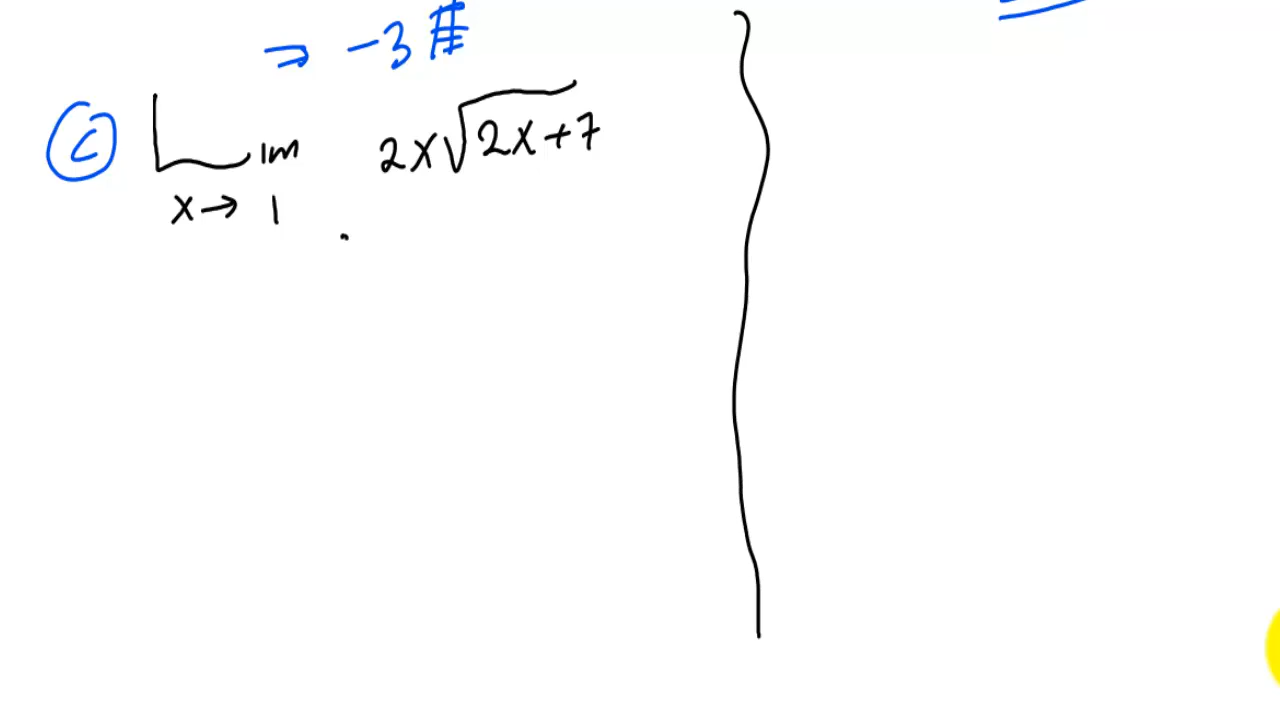 → -3 #
(c) Lim 2x√(2x+7)
x → 1